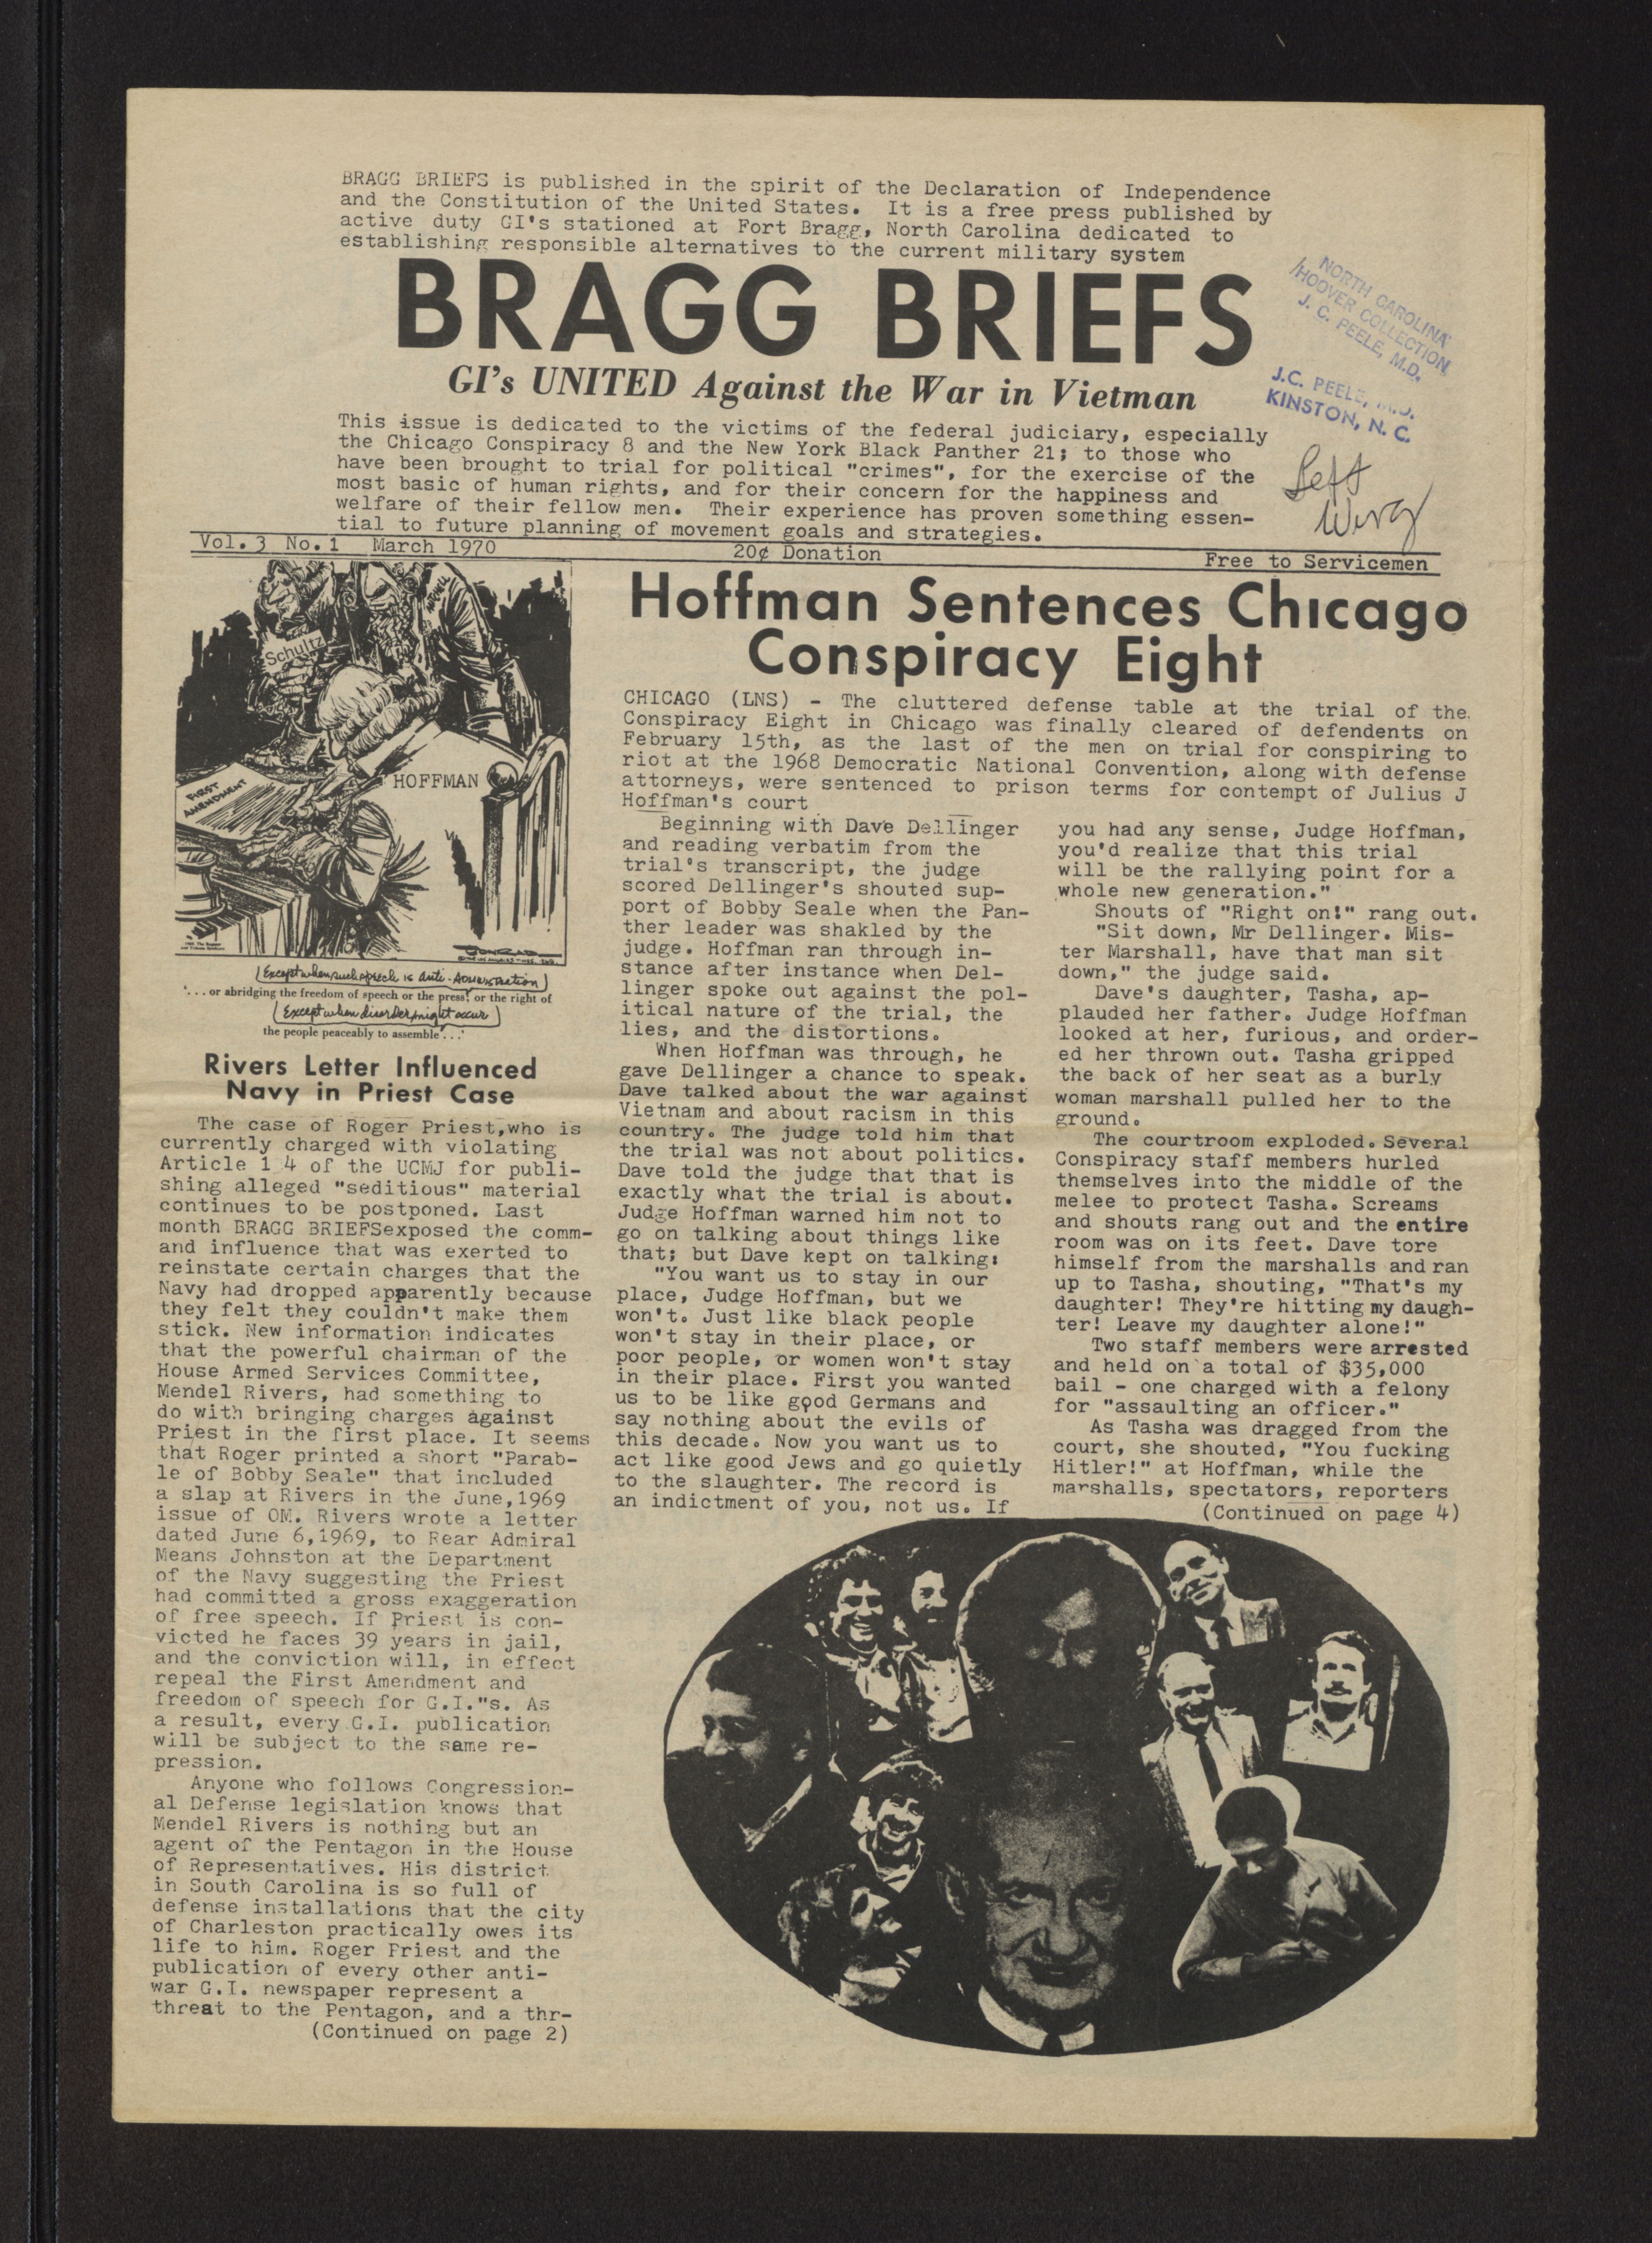 BRAGG BRIEFS is published in the spirit of the Declaration of Independence
and the Constitution of the United States. It is a free press published by
active duty GI's stationed at Fort Bragg, North Carolina dedicated to
establishing responsible alternatives to the current military system
BRAGG BRIEFS
GI's UNITED Against the War in Vietman
NORTH CAROLINA
HOOVER COLLECTION
J. C. PEELE, M.D.
J.C. PEELE, M.D.
KINSTON, N. C.
Left
Wing
This issue is dedicated to the victims of the federal judiciary, especially
the Chicago Conspiracy 8 and the New York Black Panther 21; to those who
have been brought to trial for political "crimes", for the exercise of the
most basic of human rights, and for their concern for the happiness and
welfare of their fellow men. Their experience has proven something essen-
tial to future planning of movement goals and strategies.
Vol. 3 No. 1 March 1970 20¢ Donation Free to Servicemen
Schultz
HOFFMAN
FIRST
AMENDMENT
CONRAD
(Except when such speech is anti-Administration)
'. . . or abridging the freedom of speech or the press; or the right of
(Except when disorder might occur)
the people peaceably to assemble . . .'
Rivers Letter Influenced
Navy in Priest Case
The case of Roger Priest,who is
currently charged with violating
Article 1 4 of the UCMJ for publi-
shing alleged "seditious" material
continues to be postponed. Last
month BRAGG BRIEFSexposed the comm-
and influence that was exerted to
reinstate certain charges that the
Navy had dropped apparently because
they felt they couldn't make them
stick. New information indicates
that the powerful chairman of the
House Armed Services Committee,
Mendel Rivers, had something to
do with bringing charges against
Priest in the first place. It seems
that Roger printed a short "Parab-
le of Bobby Seale" that included
a slap at Rivers in the June,1969
issue of OM. Rivers wrote a letter
dated June 6,1969, to Rear Admiral
Means Johnston at the Department
of the Navy suggesting the Priest
had committed a gross exaggeration
of free speech. If Priest is con-
victed he faces 39 years in jail,
and the conviction will, in effect
repeal the First Amendment and
freedom of speech for G.I."s. As
a result, every G.I. publication
will be subject to the same re-
pression.
Anyone who follows Congression-
al Defense legislation knows that
Mendel Rivers is nothing but an
agent of the Pentagon in the House
of Representatives. His district
in South Carolina is so full of
defense installations that the city
of Charleston practically owes its
life to him. Roger Priest and the
publication of every other anti-
war G.I. newspaper represent a
threat to the Pentagon, and a thr-
(Continued on page 2)
Hoffman Sentences Chicago
Conspiracy Eight
CHICAGO (LNS) - The cluttered defense table at the trial of the
Conspiracy Eight in Chicago was finally cleared of defendents on
February 15th, as the last of the men on trial for conspiring to
riot at the 1968 Democratic National Convention, along with defense
attorneys, were sentenced to prison terms for contempt of Julius J
Hoffman's court
Beginning with Dave Dellinger
and reading verbatim from the
trial's transcript, the judge
scored Dellinger's shouted sup-
port of Bobby Seale when the Pan-
ther leader was shakled by the
judge. Hoffman ran through in-
stance after instance when Del-
linger spoke out against the pol-
itical nature of the trial, the
lies, and the distortions.
When Hoffman was through, he
gave Dellinger a chance to speak.
Dave talked about the war against
Vietnam and about racism in this
country. The judge told him that
the trial was not about politics.
Dave told the judge that that is
exactly what the trial is about.
Judge Hoffman warned him not to
go on talking about things like
that; but Dave kept on talking:
"You want us to stay in our
place, Judge Hoffman, but we
won't. Just like black people
won't stay in their place, or
poor people, or women won't stay
in their place. First you wanted
us to be like good Germans and
say nothing about the evils of
this decade. Now you want us to
act like good Jews and go quietly
to the slaughter. The record is
an indictment of you, not us. If
you had any sense, Judge Hoffman,
you'd realize that this trial
will be the rallying point for a
whole new generation."
Shouts of "Right on!" rang out.
"Sit down, Mr Dellinger. Mis-
ter Marshall, have that man sit
down," the judge said.
Dave's daughter, Tasha, ap-
plauded her father. Judge Hoffman
looked at her, furious, and order-
ed her thrown out. Tasha gripped
the back of her seat as a burly
woman marshall pulled her to the
ground.
The courtroom exploded. Several
Conspiracy staff members hurled
themselves into the middle of the
melee to protect Tasha. Screams
and shouts rang out and the entire
room was on its feet. Dave tore
himself from the marshalls and ran
up to Tasha, shouting, "That's my
daughter! They're hitting my daugh-
ter! Leave my daughter alone!"
Two staff members were arrested
and held on a total of $35,000
bail - one charged with a felony
for "assaulting an officer."
As Tasha was dragged from the
court, she shouted, "You fucking
Hitler!" at Hoffman, while the
marshalls, spectators, reporters
(Continued on page 4)